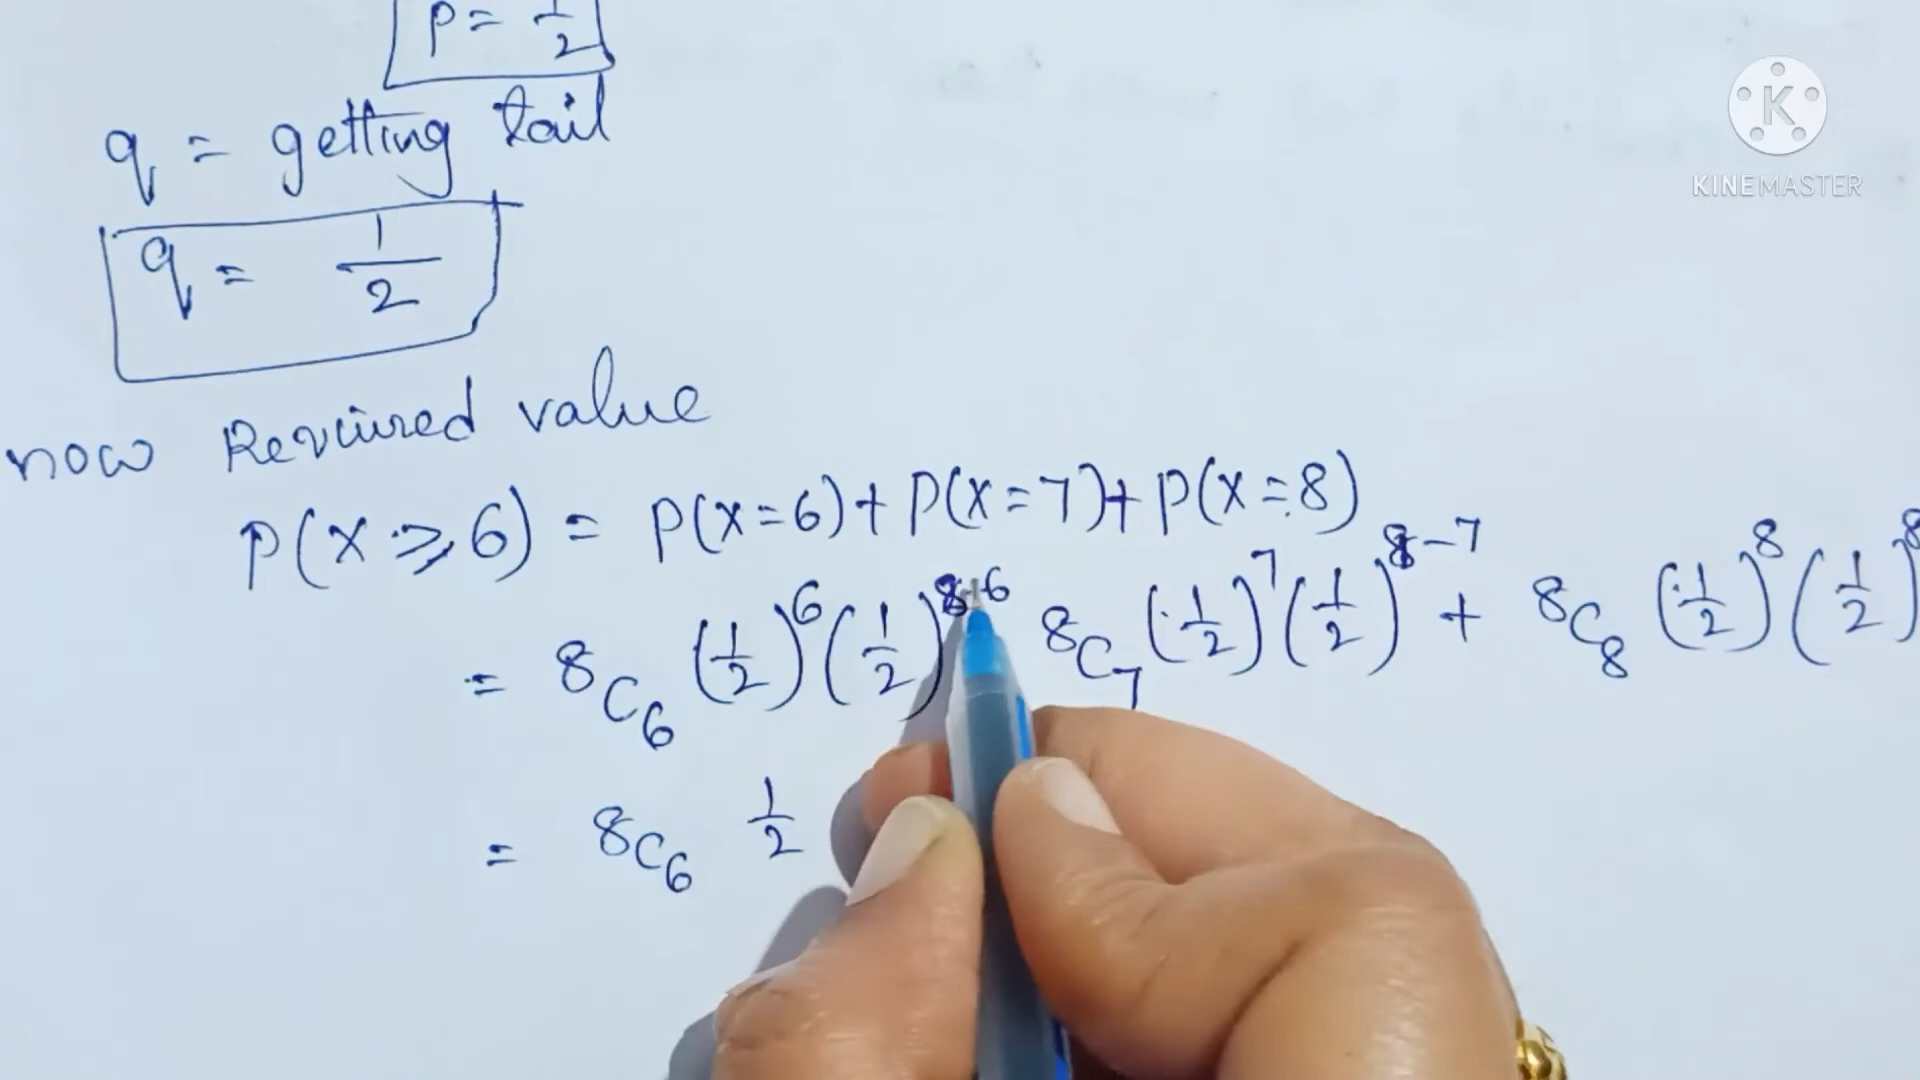 P = 1/2
q = getting tail
q = 1/2
now Required value
P(X ≥ 6) = P(X = 6) + P(X = 7) + P(X = 8)
= 8C6 (1/2)^6 (1/2)^8-6 8C7 (1/2)^7 (1/2)^8-7 + 8C8 (1/2)^8 (1/2)^8
= 8C6 1/2
K
KINEMASTER